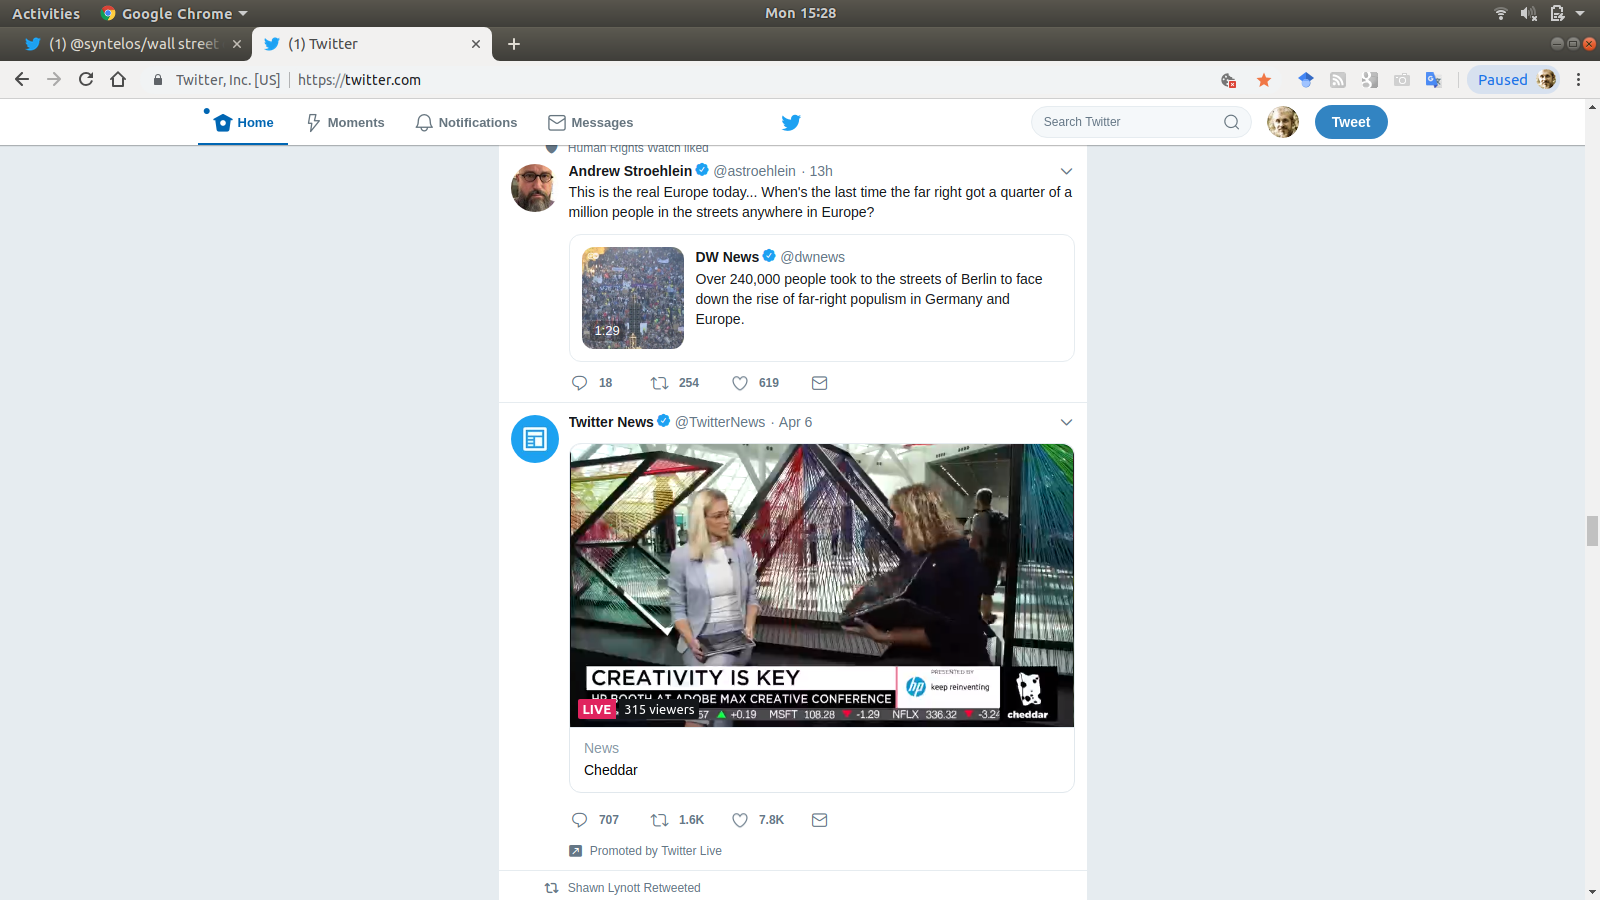 Activities
Google Chrome
Mon 15:28
(1) @syntelos/wall street
(1) Twitter
Twitter, Inc. [US]
https://twitter.com
Paused
Home
Moments
Notifications
Messages
Search Twitter
Tweet
Human Rights Watch liked
Andrew Stroehlein @astroehlein · 13h
This is the real Europe today... When's the last time the far right got a quarter of a
million people in the streets anywhere in Europe?
DW News @dwnews
Over 240,000 people took to the streets of Berlin to face
down the rise of far-right populism in Germany and
Europe.
1:29
18
254
619
Twitter News @TwitterNews · Apr 6
CREATIVITY IS KEY
HP BOOTH AT ADOBE MAX CREATIVE CONFERENCE
PRESENTED BY
hp keep reinventing
cheddar
LIVE 315 viewers
57 +0.19 MSFT 108.28 -1.29 NFLX 336.32 -3.24
News
Cheddar
707
1.6K
7.8K
Promoted by Twitter Live
Shawn Lynott Retweeted